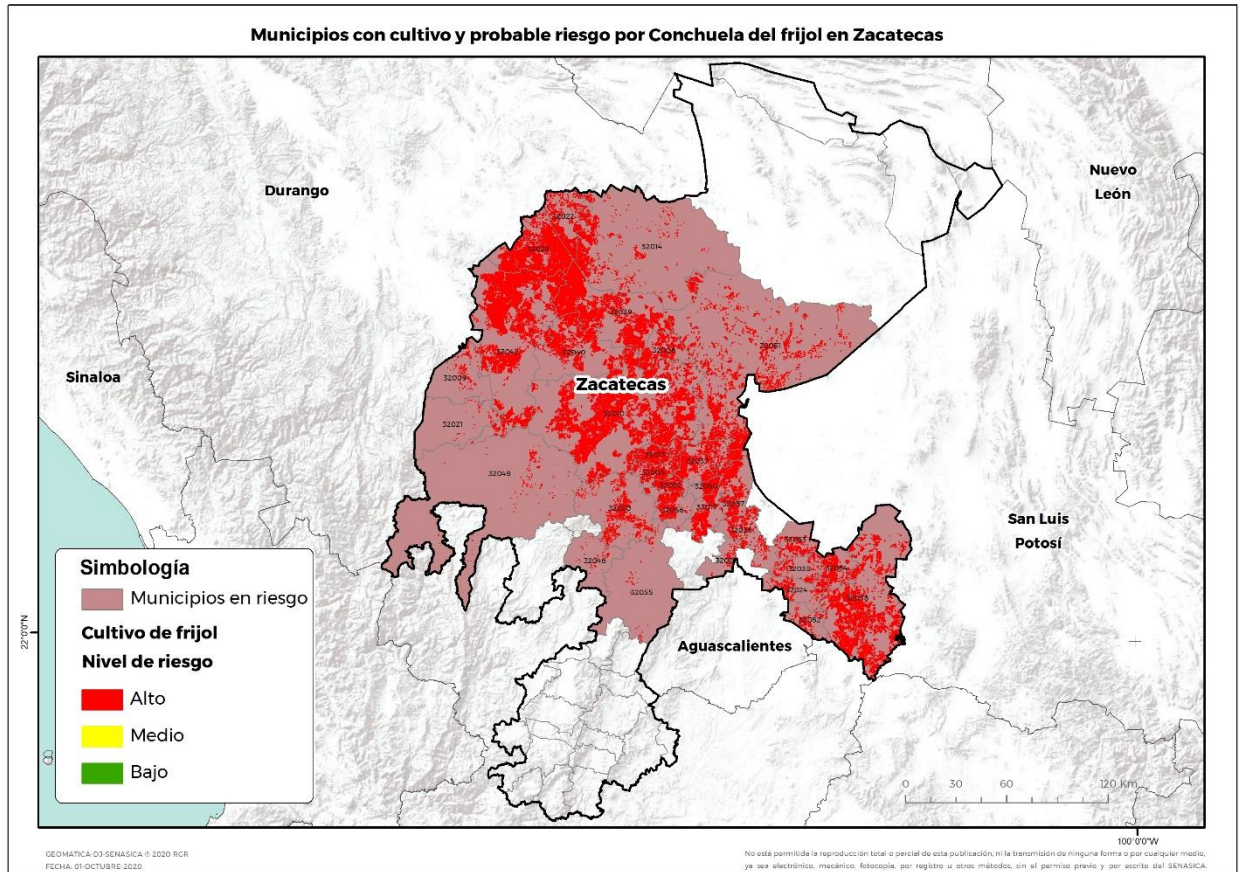 Municipios con cultivo y probable riesgo por Conchuela del frijol en Zacatecas
Durango
Nuevo
León
32022
32014
32051
Zacatecas
Sinaloa
32009
32021
32049
San Luis
Potosí
32046
32055
32035
32024
32052
Aguascalientes
22°0'0"N
Simbología
Municipios en riesgo
Cultivo de frijol
Nivel de riesgo
Alto
Medio
Bajo
0 30 60 120 Km
100°0'0"W
GEOMATICA-DJ-SENASICA © 2020 RGR
FECHA: 01-OCTUBRE-2020
No está permitida la reproducción total o parcial de esta publicación, ni la transmisión de ninguna forma o por cualquier medio,
ya sea electrónico, mecánico, fotocopia, por registro u otros métodos, sin el permiso previo y por escrito del SENASICA.